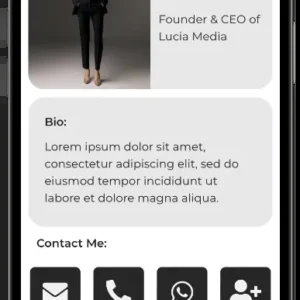 Founder & CEO of
Lucia Media
Bio:
Lorem ipsum dolor sit amet,
consectetur adipiscing elit, sed do
eiusmod tempor incididunt ut
labore et dolore magna aliqua.
Contact Me: